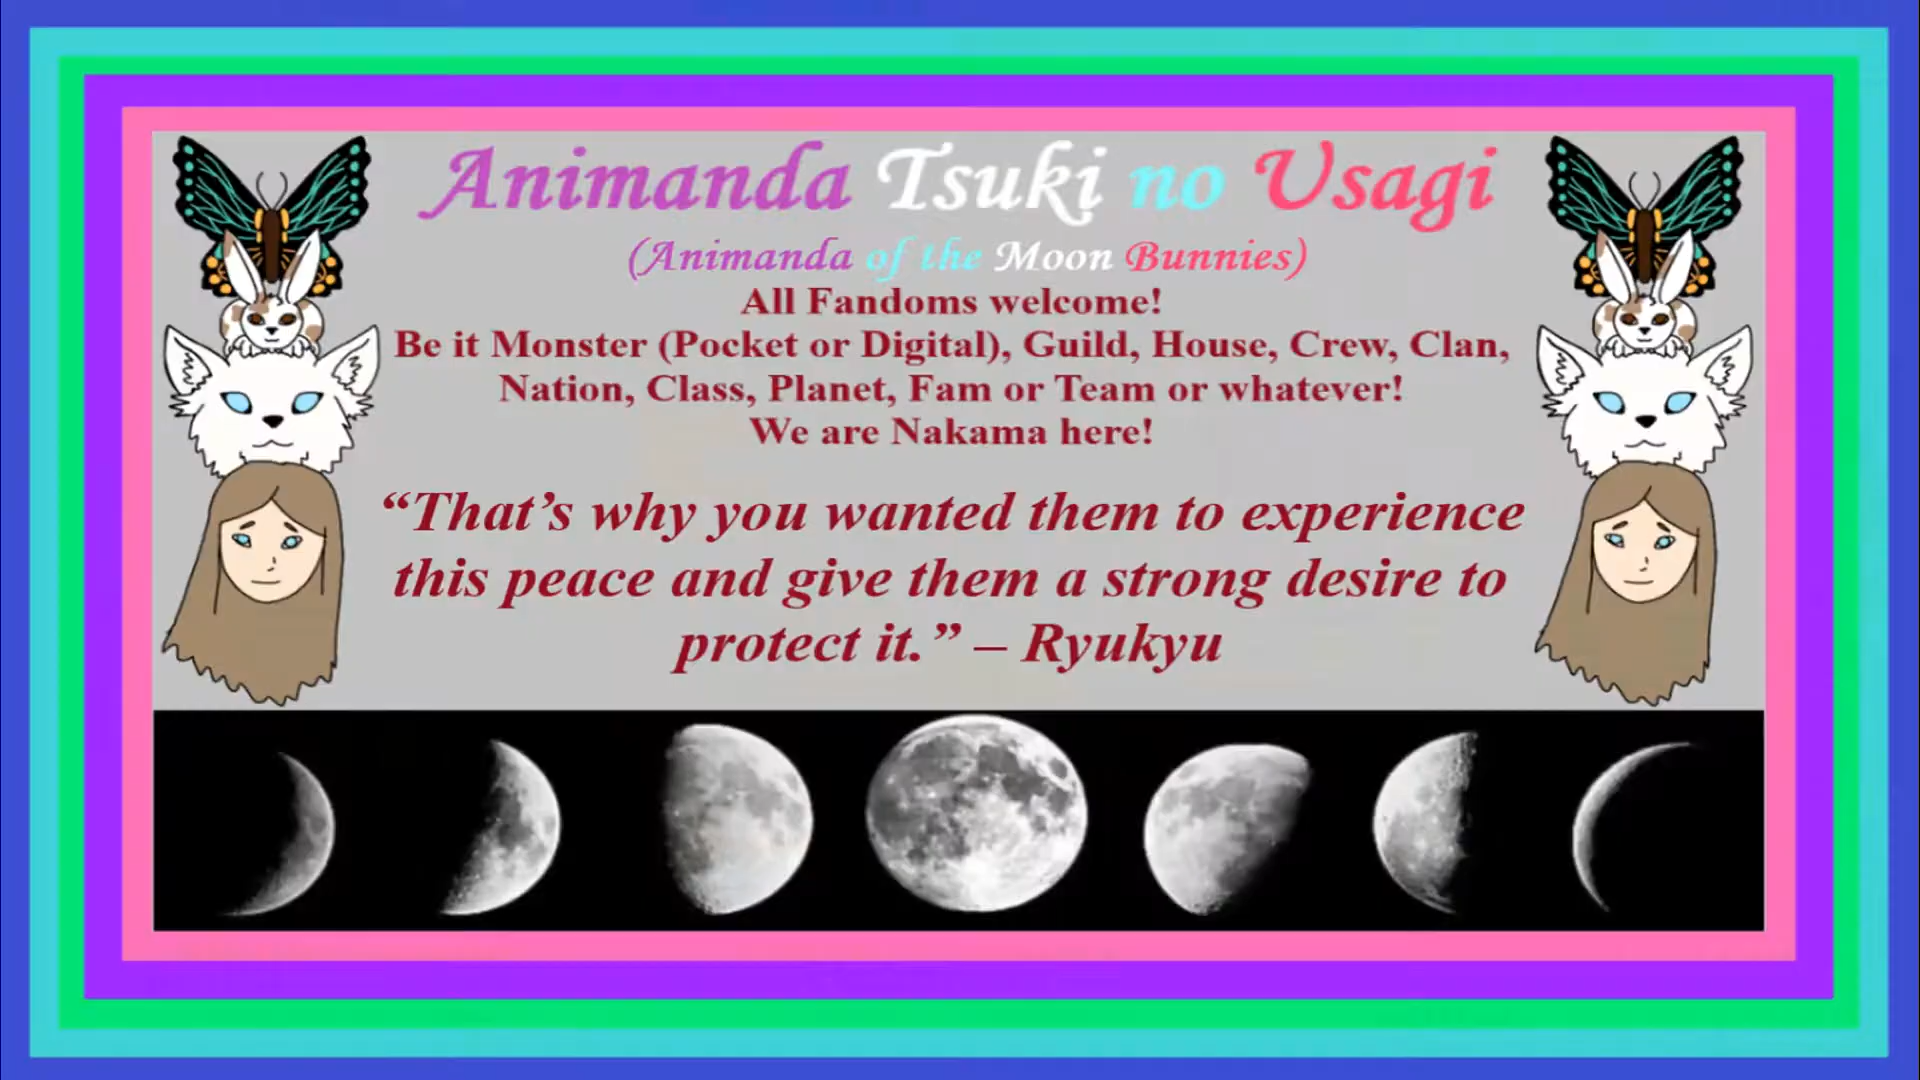 Animanda Tsuki no Usagi
(Animanda of the Moon Bunnies)
All Fandoms welcome!
Be it Monster (Pocket or Digital), Guild, House, Crew, Clan,
Nation, Class, Planet, Fam or Team or whatever!
We are Nakama here!
“That’s why you wanted them to experience
this peace and give them a strong desire to
protect it.” – Ryukyu